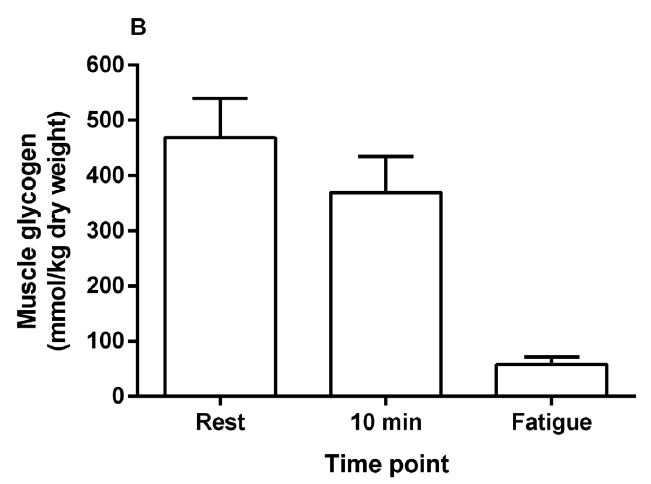 B
600
500
400
300
200
100
0
Muscle glycogen
(mmol/kg dry weight)
Rest 10 min Fatigue
Time point